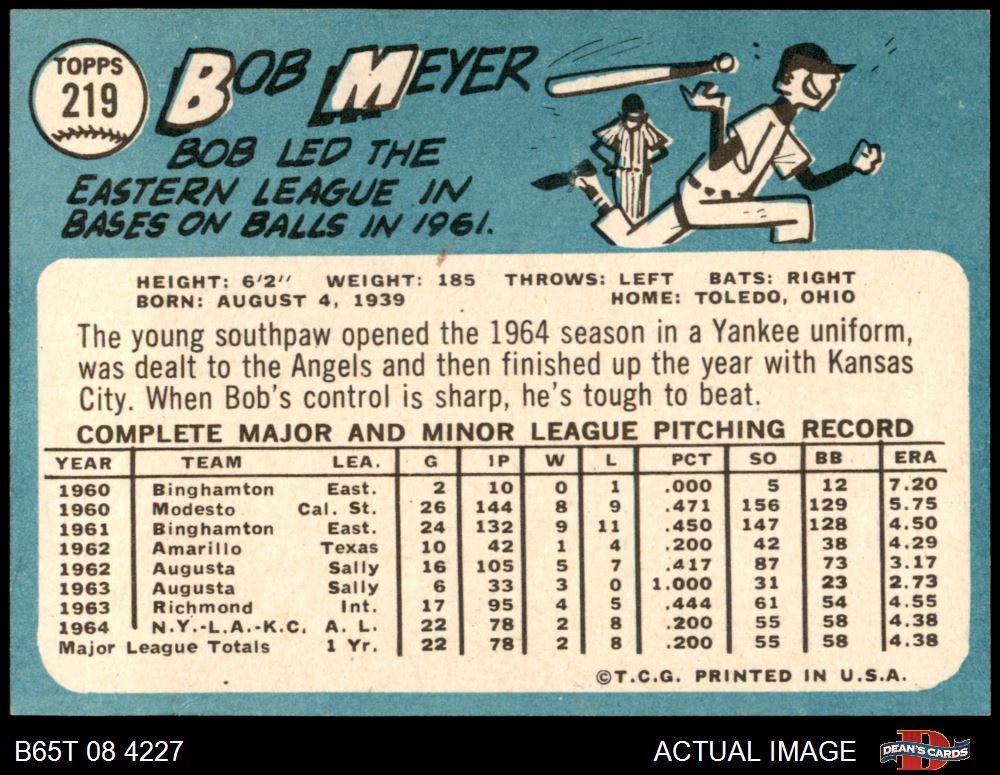 TOPPS
219
BOB MEYER
BOB LED THE
EASTERN LEAGUE IN
BASES ON BALLS IN 1961.
HEIGHT: 6'2" WEIGHT: 185 THROWS: LEFT BATS: RIGHT
BORN: AUGUST 4, 1939 HOME: TOLEDO, OHIO
The young southpaw opened the 1964 season in a Yankee uniform,
was dealt to the Angels and then finished up the year with Kansas
City. When Bob's control is sharp, he's tough to beat.
COMPLETE MAJOR AND MINOR LEAGUE PITCHING RECORD
YEAR TEAM LEA. G IP W L PCT SO BB ERA
1960 Binghamton East. 2 10 0 1 .000 5 12 7.20
1960 Modesto Cal. St. 26 144 8 9 .471 156 129 5.75
1961 Binghamton East. 24 132 9 11 .450 147 128 4.50
1962 Amarillo Texas 10 42 1 4 .200 42 38 4.29
1962 Augusta Sally 16 105 5 7 .417 87 73 3.17
1963 Augusta Sally 6 33 3 0 1.000 31 23 2.73
1963 Richmond Int. 17 95 4 5 .444 61 54 4.55
1964 N.Y.-L.A.-K.C. A. L. 22 78 2 8 .200 55 58 4.38
Major League Totals 1 Yr. 22 78 2 8 .200 55 58 4.38
©T.C.G. PRINTED IN U.S.A.
B65T 08 4227 ACTUAL IMAGE DEAN'S CARDS